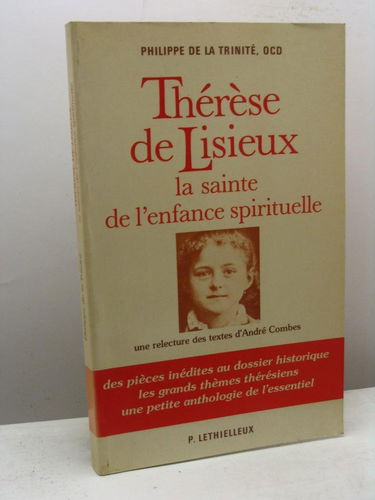 PHILIPPE DE LA TRINITÉ, OCD
Thérèse
de Lisieux
la sainte
de l'enfance spirituelle
une relecture des textes d'André Combes
des pièces inédites au dossier historique
les grands thèmes thérésiens
une petite anthologie de l'essentiel
P. LETHIELLEUX